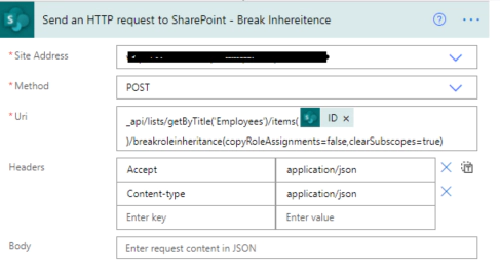 Send an HTTP request to SharePoint - Break Inhereitence
* Site Address
* Method
POST
* Uri
_api/lists/getByTitle('Employees')/items( ID ×
)/breakroleinheritance(copyRoleAssignments=false,clearSubscopes=true)
Headers
Accept application/json
Content-type application/json
Enter key Enter value
Body
Enter request content in JSON